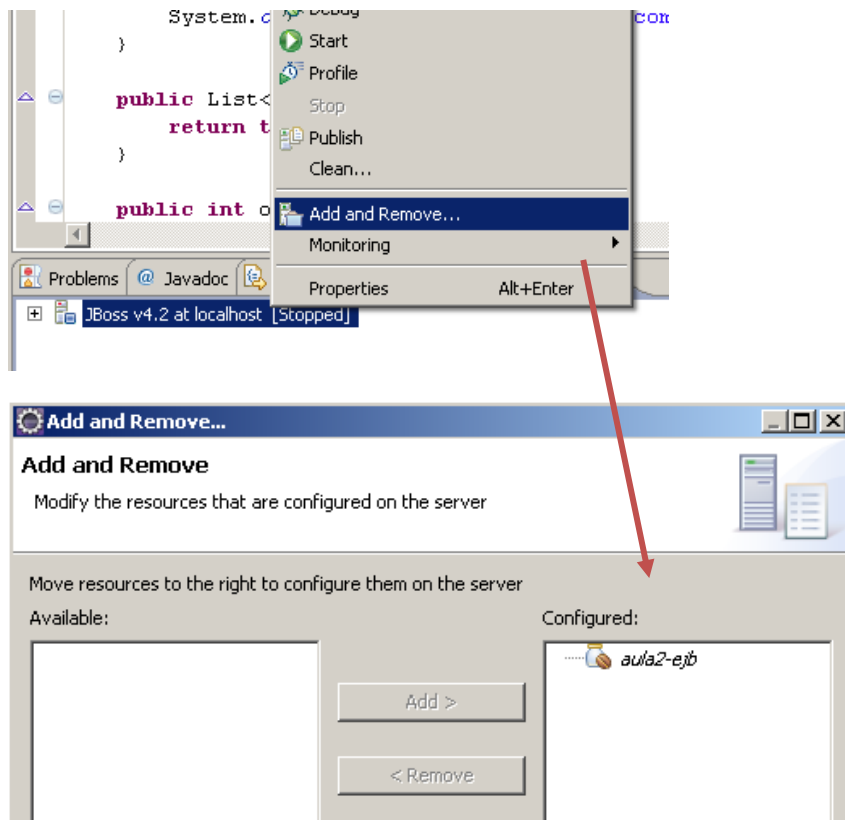 System.c
Debug
com
}
Start
Profile
public List<
Stop
return t
Publish
}
Clean...
public int o
Add and Remove...
Monitoring
Problems @ Javadoc
Properties Alt+Enter
JBoss v4.2 at localhost [Stopped]
Add and Remove...
Add and Remove
Modify the resources that are configured on the server
Move resources to the right to configure them on the server
Available:
Configured:
aula2-ejb
Add >
< Remove